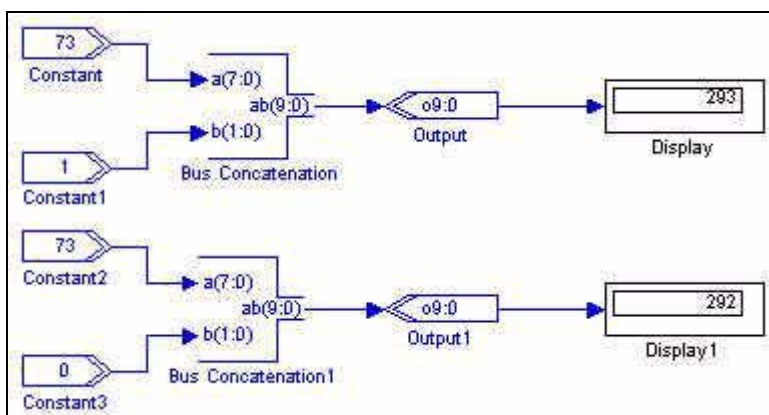 73
Constant
a(7:0)
ab(9:0)
b(1:0)
Bus Concatenation
1
Constant1
o9:0
Output
293
Display
73
Constant2
a(7:0)
ab(9:0)
b(1:0)
Bus Concatenation1
0
Constant3
o9:0
Output1
292
Display1